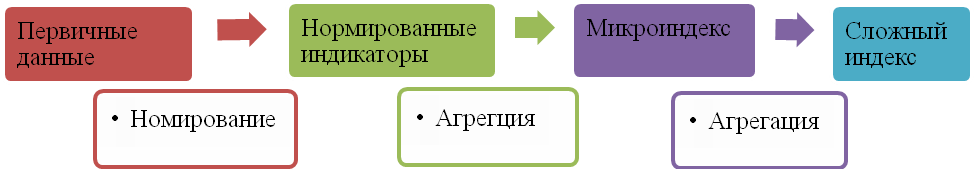 Первичные
данные
Нормированные
индикаторы
Микроиндекс
Сложный
индекс
• Номирование
• Агрегция
• Агрегация